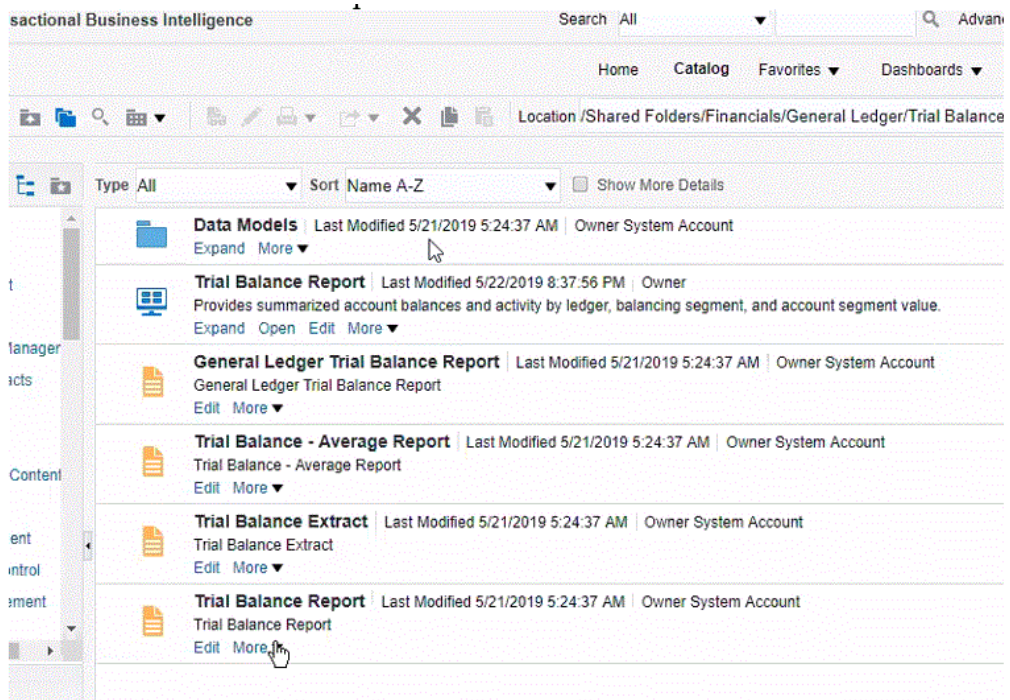 sactional Business Intelligence Search All Advan
Home Catalog Favorites Dashboards
Location /Shared Folders/Financials/General Ledger/Trial Balance
Type All Sort Name A-Z Show More Details
Data Models Last Modified 5/21/2019 5:24:37 AM Owner System Account
Expand More
t
Trial Balance Report Last Modified 5/22/2019 8:37:56 PM Owner
Provides summarized account balances and activity by ledger, balancing segment, and account segment value.
Expand Open Edit More
Manager
General Ledger Trial Balance Report Last Modified 5/21/2019 5:24:37 AM Owner System Account
acts
General Ledger Trial Balance Report
Edit More
Trial Balance - Average Report Last Modified 5/21/2019 5:24:37 AM Owner System Account
Trial Balance - Average Report
Content
Edit More
Trial Balance Extract Last Modified 5/21/2019 5:24:37 AM Owner System Account
ent
Trial Balance Extract
ontrol
Edit More
ement
Trial Balance Report Last Modified 5/21/2019 5:24:37 AM Owner System Account
Trial Balance Report
Edit More